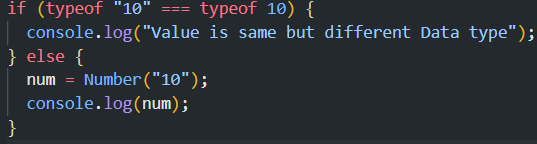 if (typeof "10" === typeof 10) {
  console.log("Value is same but different Data type");
} else {
  num = Number("10");
  console.log(num);
}